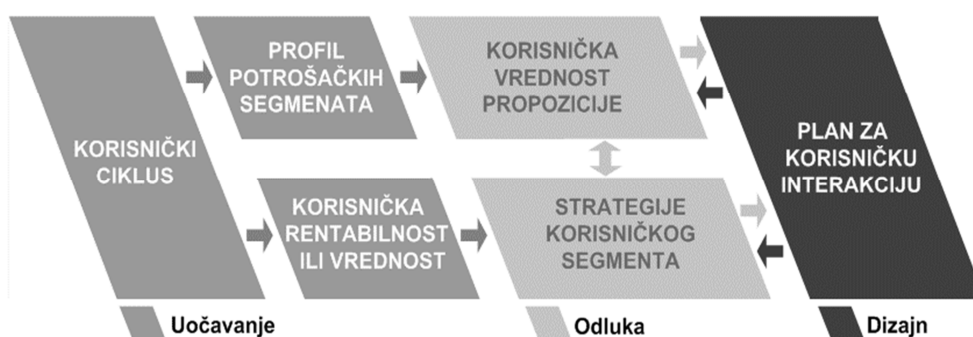 KORISNIČKI
CIKLUS
PROFIL
POTROŠAČKIH
SEGMENATA
KORISNIČKA
VREDNOST
PROPOZICIJE
KORISNIČKA
RENTABILNOST
ILI VREDNOST
STRATEGIJE
KORISNIČKOG
SEGMENTA
PLAN ZA
KORISNIČKU
INTERAKCIJU
Uočavanje
Odluka
Dizajn